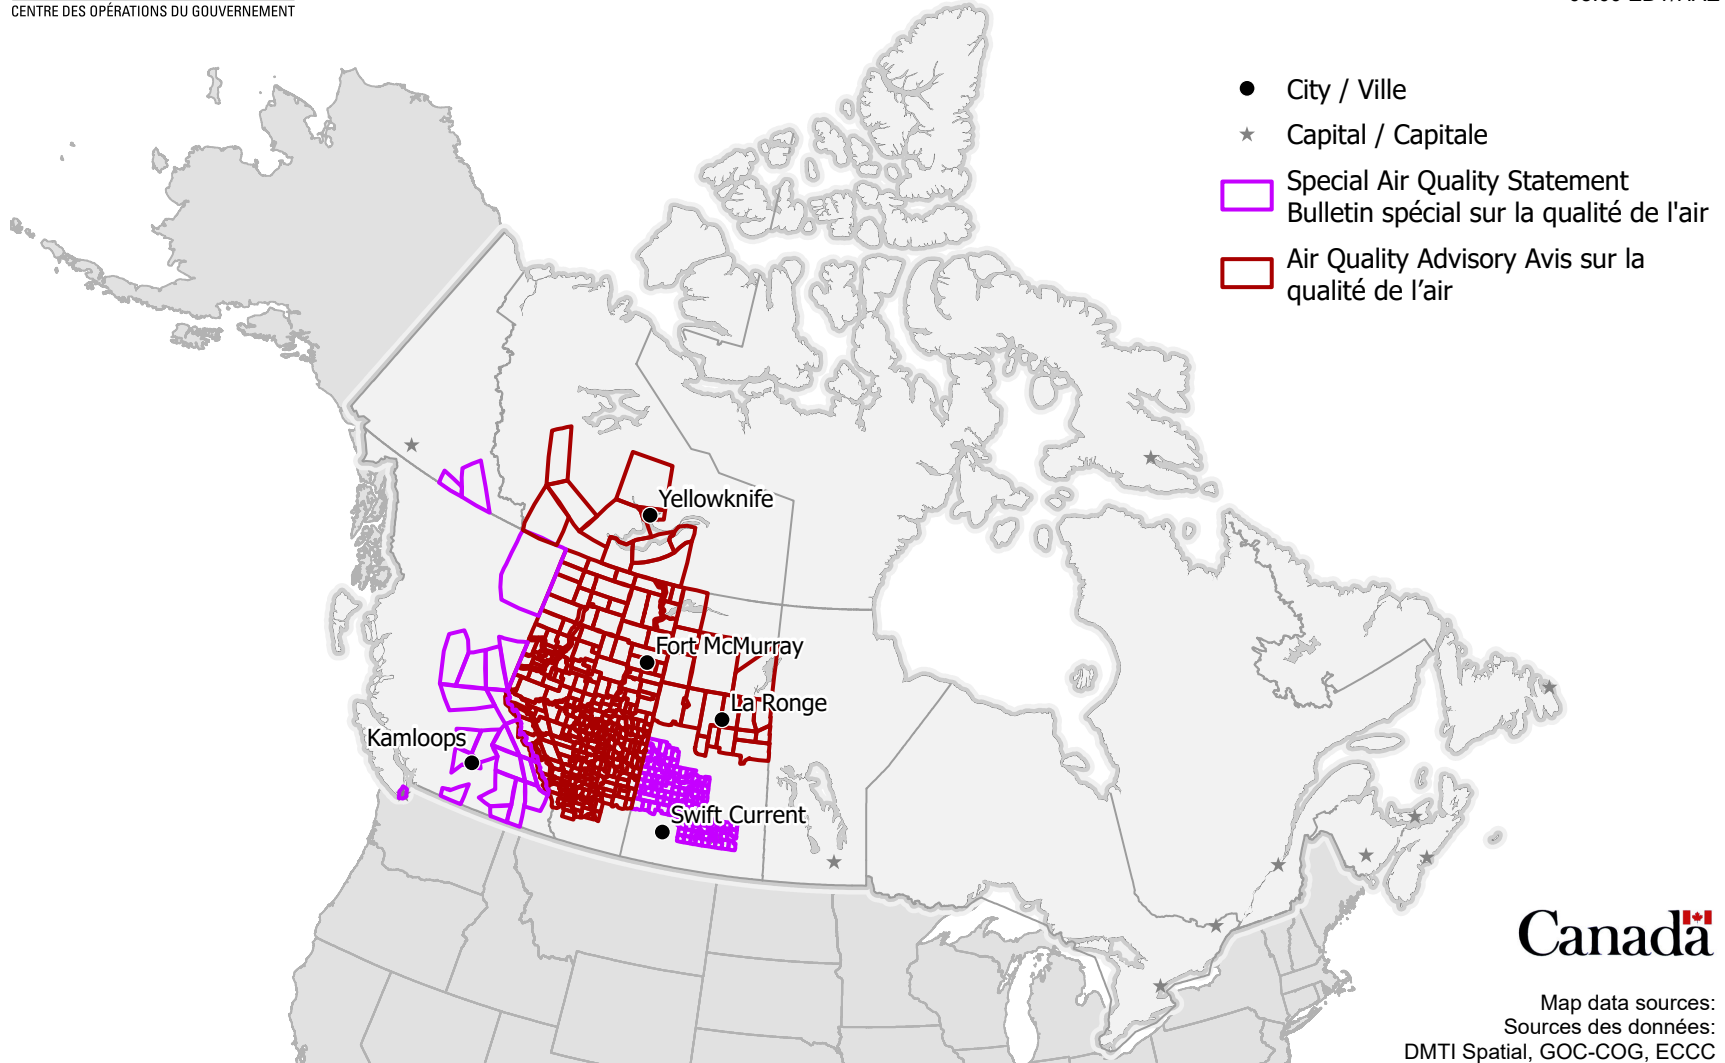 CENTRE DES OPÉRATIONS DU GOUVERNEMENT
City / Ville
Capital / Capitale
Special Air Quality Statement
Bulletin spécial sur la qualité de l'air
Air Quality Advisory Avis sur la
qualité de l’air
Yellowknife
Fort McMurray
La Ronge
Kamloops
Swift Current
Canada
Map data sources:
Sources des données:
DMTI Spatial, GOC-COG, ECCC